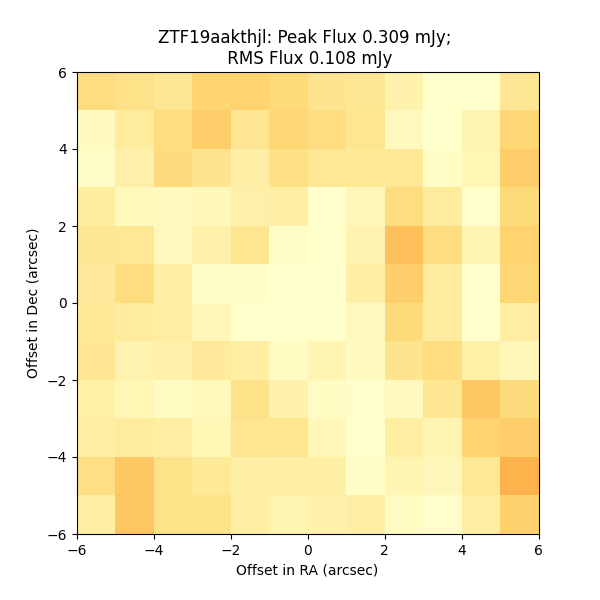 ZTF19aakthjl: Peak Flux 0.309 mJy;
RMS Flux 0.108 mJy
6
4
2
0
−2
−4
−6
Offset in Dec (arcsec)
−6 −4 −2 0 2 4 6
Offset in RA (arcsec)